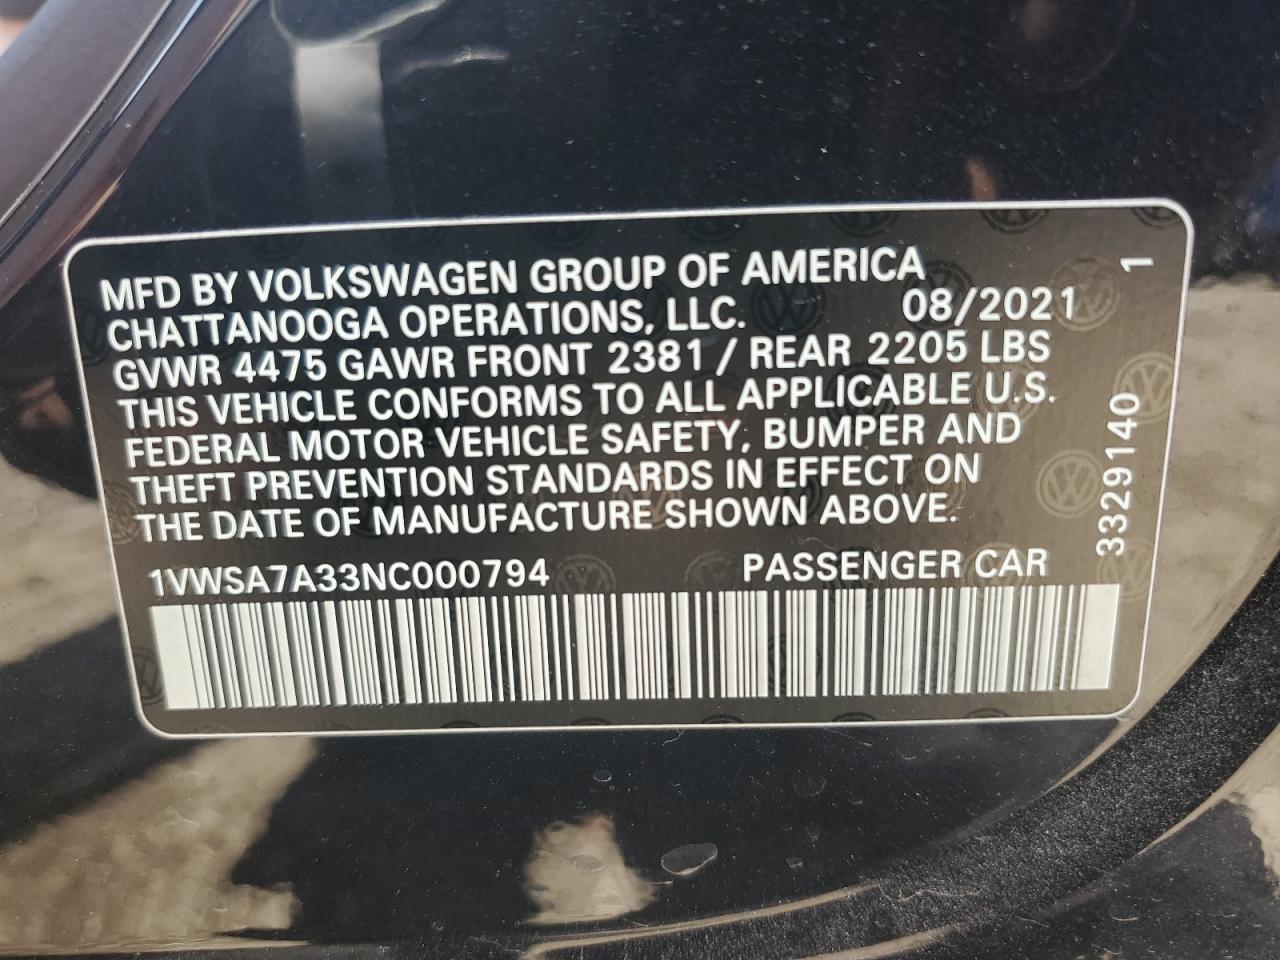 MFD BY VOLKSWAGEN GROUP OF AMERICA
CHATTANOOGA OPERATIONS, LLC. 08/2021
GVWR 4475 GAWR FRONT 2381 / REAR 2205 LBS
THIS VEHICLE CONFORMS TO ALL APPLICABLE U.S.
FEDERAL MOTOR VEHICLE SAFETY, BUMPER AND
THEFT PREVENTION STANDARDS IN EFFECT ON
THE DATE OF MANUFACTURE SHOWN ABOVE.
1VWSA7A33NC000794 PASSENGER CAR
3329140 1